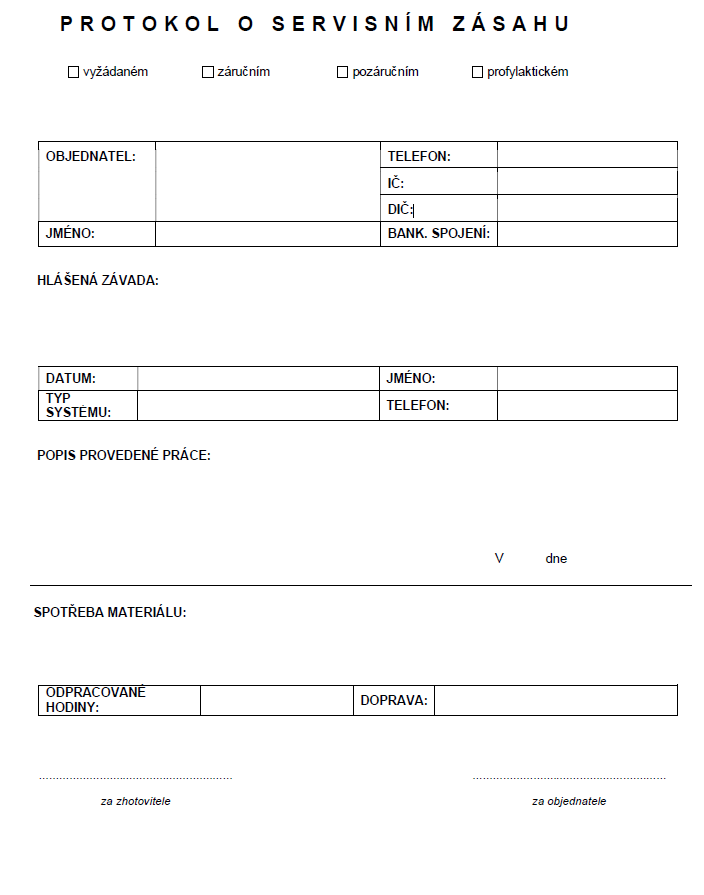 PROTOKOL O SERVISNÍM ZÁSAHU
vyžádaném záručním pozáručním profylaktickém
OBJEDNATEL: TELEFON:
IČ:
DIČ:
JMÉNO: BANK. SPOJENÍ:
HLÁŠENÁ ZÁVADA:
DATUM: JMÉNO:
TYP
SYSTÉMU: TELEFON:
POPIS PROVEDENÉ PRÁCE:
V dne
SPOTŘEBA MATERIÁLU:
ODPRACOVANÉ
HODINY: DOPRAVA:
za zhotovitele za objednatele